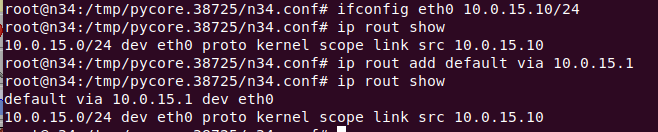 root@n34:/tmp/pycore.38725/n34.conf# ifconfig eth0 10.0.15.10/24
root@n34:/tmp/pycore.38725/n34.conf# ip rout show
10.0.15.0/24 dev eth0 proto kernel scope link src 10.0.15.10
root@n34:/tmp/pycore.38725/n34.conf# ip rout add default via 10.0.15.1
root@n34:/tmp/pycore.38725/n34.conf# ip rout show
default via 10.0.15.1 dev eth0
10.0.15.0/24 dev eth0 proto kernel scope link src 10.0.15.10
root@n34:/tmp/pycore.38725/n34.conf#